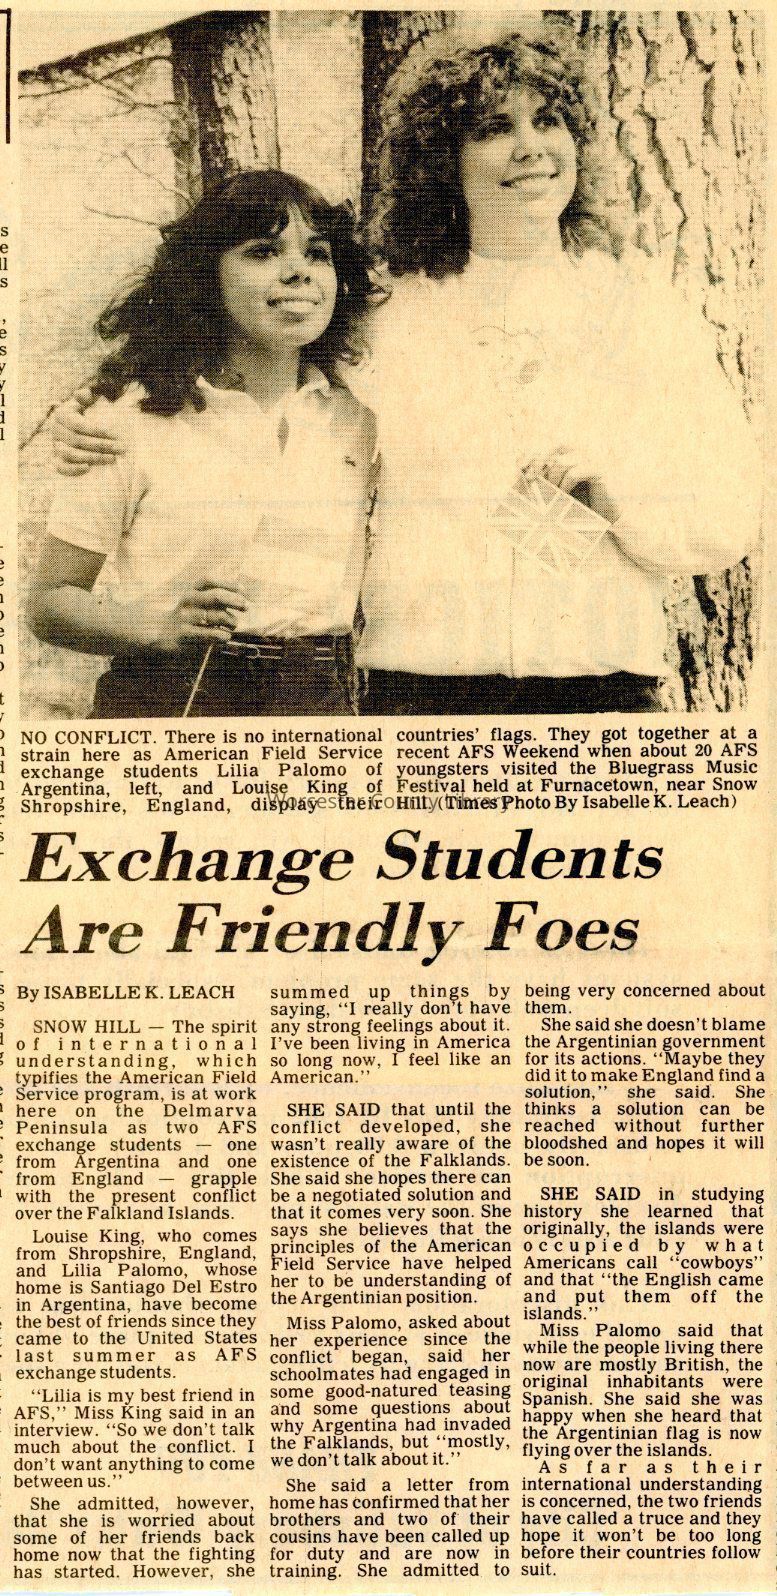 NO CONFLICT. There is no international
strain here as American Field Service
exchange students Lilia Palomo of
Argentina, left, and Louise King of
Shropshire, England, display their
countries' flags. They got together at a
recent AFS Weekend when about 20 AFS
youngsters visited the Bluegrass Music
Festival held at Furnacetown, near Snow
Hill. (Times Photo By Isabelle K. Leach)
Worcester County Library
Exchange Students
Are Friendly Foes
By ISABELLE K. LEACH
SNOW HILL — The spirit
of international
understanding, which
typifies the American Field
Service program, is at work
here on the Delmarva
Peninsula as two AFS
exchange students — one
from Argentina and one
from England — grapple
with the present conflict
over the Falkland Islands.
Louise King, who comes
from Shropshire, England,
and Lilia Palomo, whose
home is Santiago Del Estro
in Argentina, have become
the best of friends since they
came to the United States
last summer as AFS
exchange students.
"Lilia is my best friend in
AFS," Miss King said in an
interview. "So we don't talk
much about the conflict. I
don't want anything to come
between us."
She admitted, however,
that she is worried about
some of her friends back
home now that the fighting
has started. However, she
summed up things by
saying, "I really don't have
any strong feelings about it.
I've been living in America
so long now, I feel like an
American."
SHE SAID that until the
conflict developed, she
wasn't really aware of the
existence of the Falklands.
She said she hopes there can
be a negotiated solution and
that it comes very soon. She
says she believes that the
principles of the American
Field Service have helped
her to be understanding of
the Argentinian position.
Miss Palomo, asked about
her experience since the
conflict began, said her
schoolmates had engaged in
some good-natured teasing
and some questions about
why Argentina had invaded
the Falklands, but "mostly,
we don't talk about it."
She said a letter from
home has confirmed that her
brothers and two of their
cousins have been called up
for duty and are now in
training. She admitted to
being very concerned about
them.
She said she doesn't blame
the Argentinian government
for its actions. "Maybe they
did it to make England find a
solution," she said. She
thinks a solution can be
reached without further
bloodshed and hopes it will
be soon.
SHE SAID in studying
history she learned that
originally, the islands were
occupied by what
Americans call "cowboys"
and that "the English came
and put them off the
islands."
Miss Palomo said that
while the people living there
now are mostly British, the
original inhabitants were
Spanish. She said she was
happy when she heard that
the Argentinian flag is now
flying over the islands.
As far as their
international understanding
is concerned, the two friends
have called a truce and they
hope it won't be too long
before their countries follow
suit.